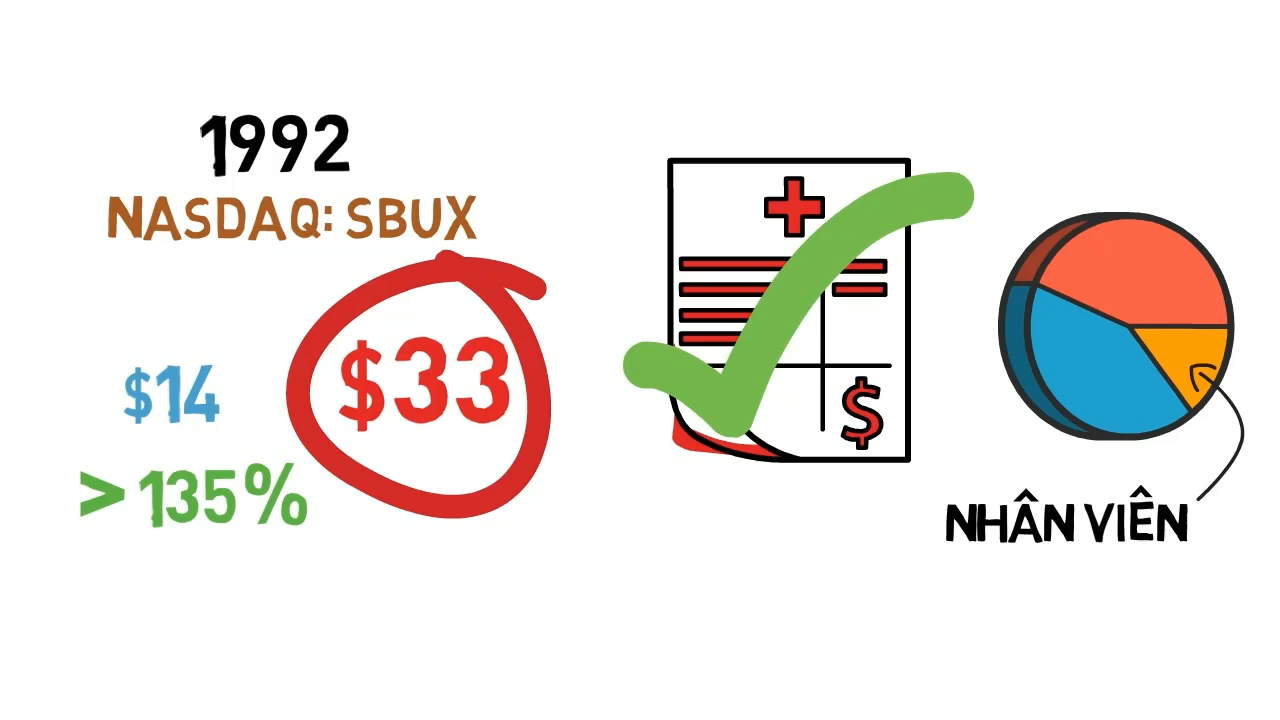 1992
NASDAQ: SBUX
$14
$33
> 135%
$
NHÂN VIÊN